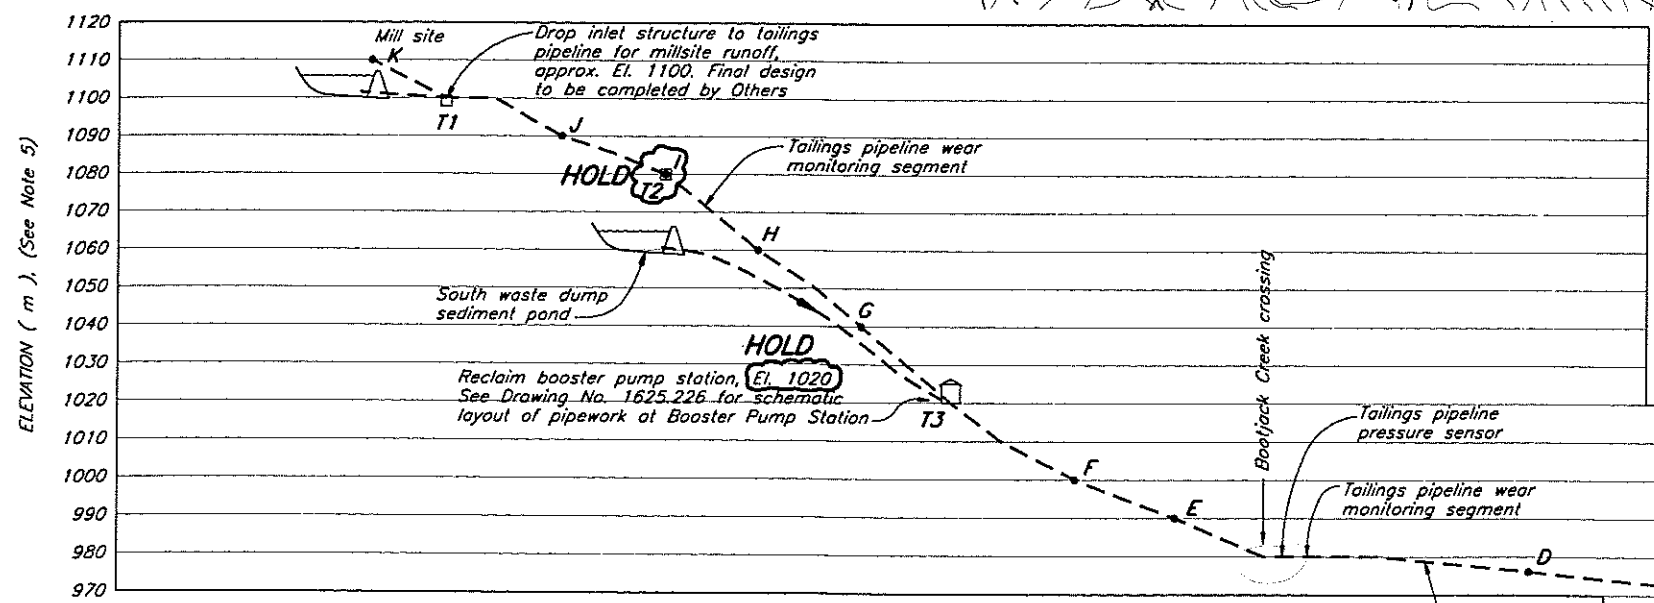 1120
1110
1100
1090
1080
1070
1060
1050
1040
1030
1020
1010
1000
990
980
970
ELEVATION ( m ), (See Note 5)
Mill site
K
Drop inlet structure to tailings
pipeline for millsite runoff,
approx. El. 1100. Final design
to be completed by Others
T1
J
HOLD
I
T2
Tailings pipeline wear
monitoring segment
H
South waste dump
sediment pond
G
HOLD
Reclaim booster pump station, El. 1020
See Drawing No. 1625.226 for schematic
layout of pipework at Booster Pump Station
T3
F
E
Bootjack Creek crossing
Tailings pipeline
pressure sensor
Tailings pipeline wear
monitoring segment
D